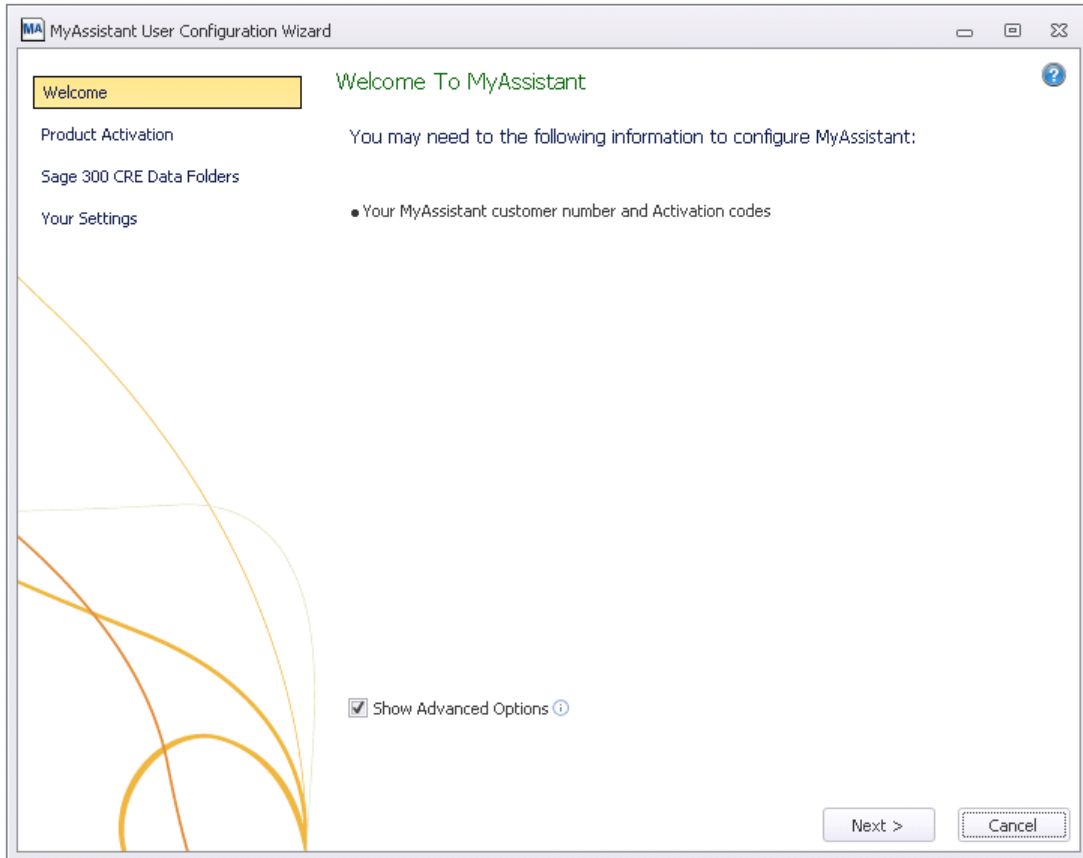 MA MyAssistant User Configuration Wizard
Welcome
Product Activation
Sage 300 CRE Data Folders
Your Settings
Welcome To MyAssistant
?
You may need to the following information to configure MyAssistant:
• Your MyAssistant customer number and Activation codes
Show Advanced Options i
Next >
Cancel